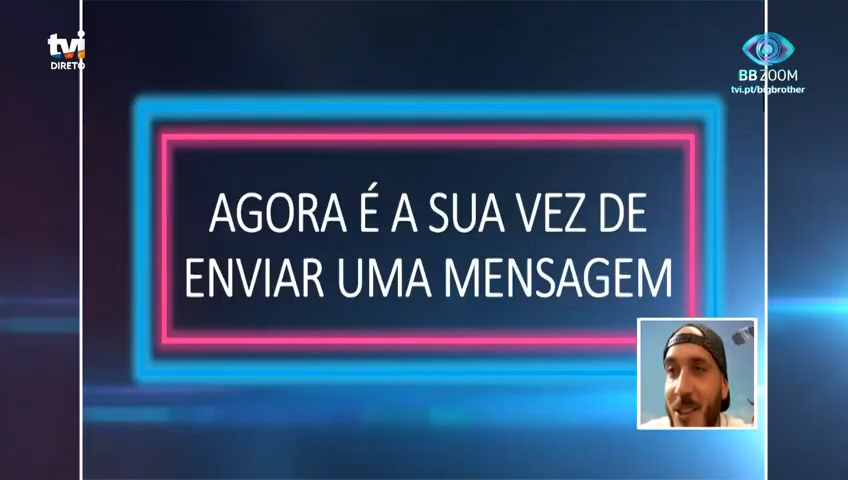 tvi
DIRETO
BB ZOOM
tvi.pt/bigbrother
AGORA É A SUA VEZ DE
ENVIAR UMA MENSAGEM